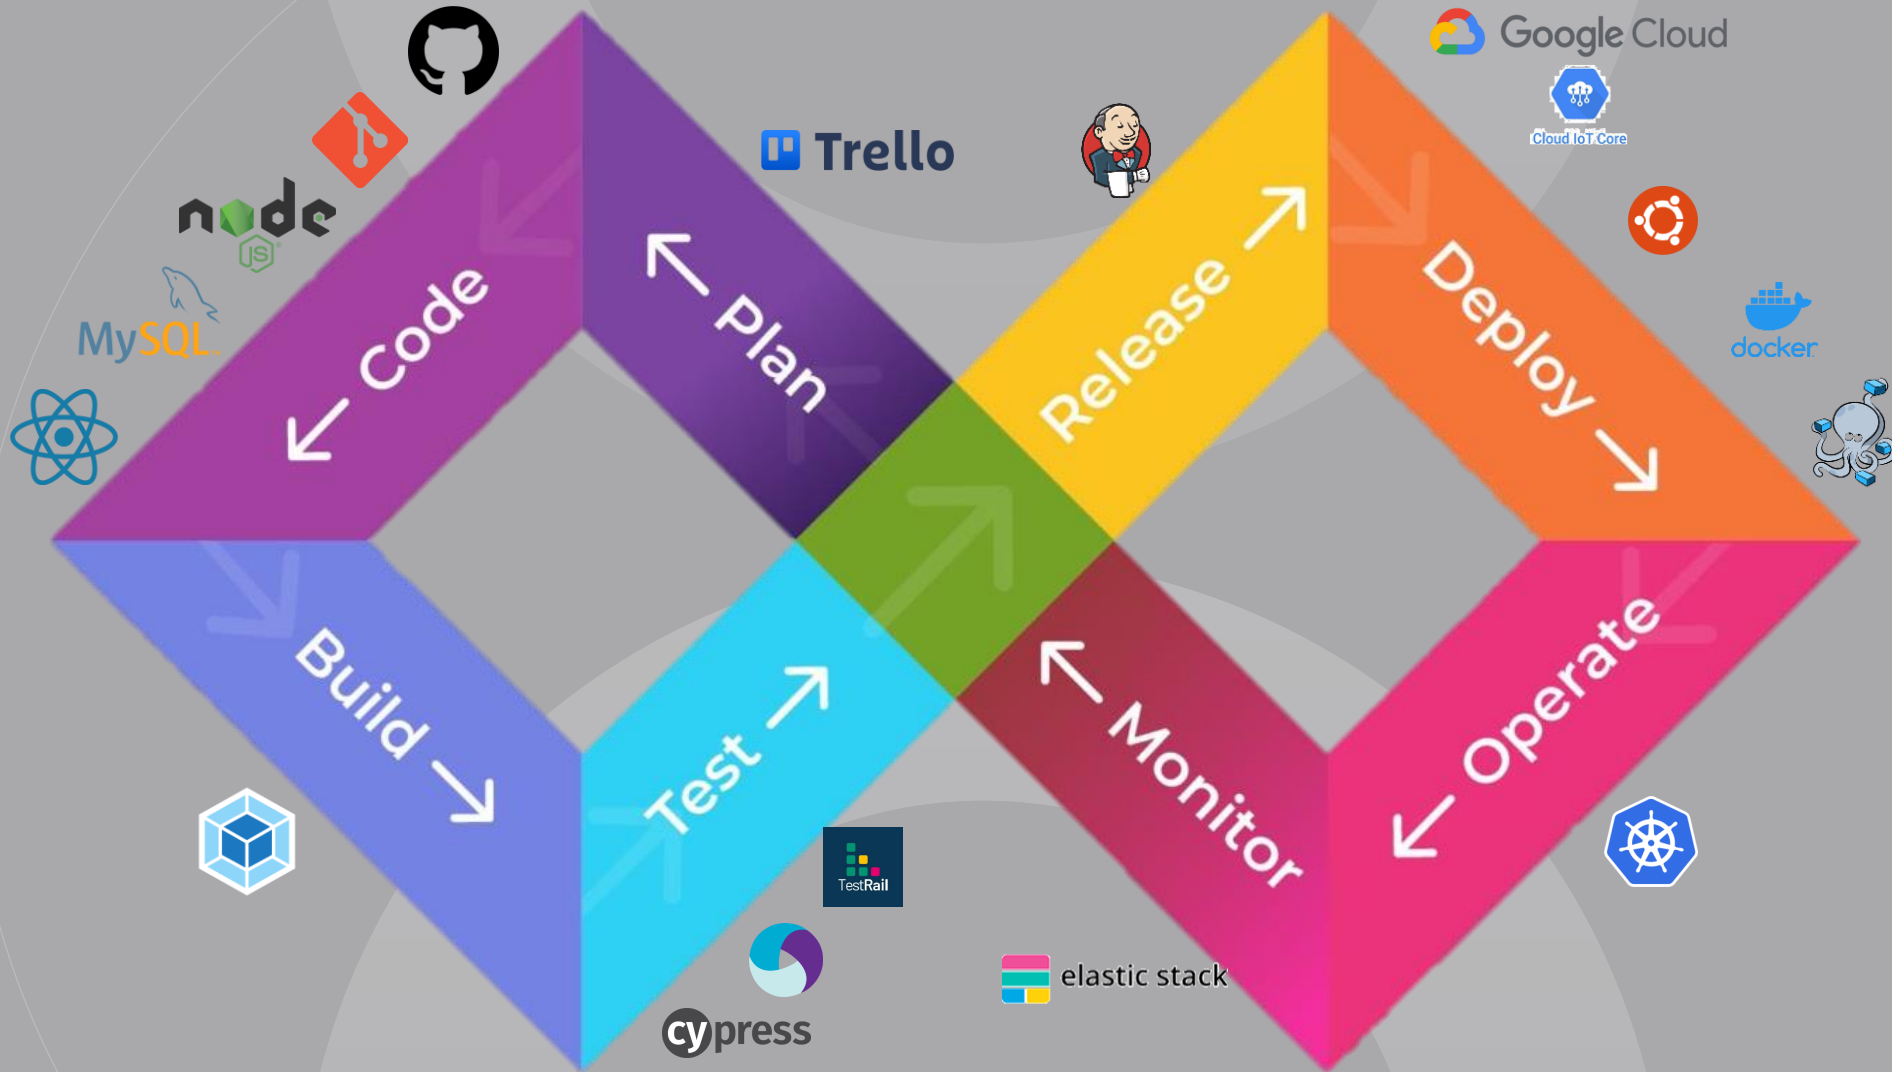 Google Cloud
Cloud IoT Core
Trello
node
JS
MySQL
Code
Plan
Release
Deploy
docker
Build
Test
Monitor
Operate
TestRail
elastic stack
cypress